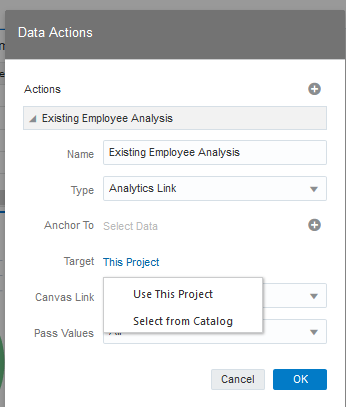 Data Actions
Actions
Existing Employee Analysis
Name Existing Employee Analysis
Type Analytics Link
Anchor To Select Data
Target This Project
Use This Project
Canvas Link
Select from Catalog
Pass Values
Cancel OK